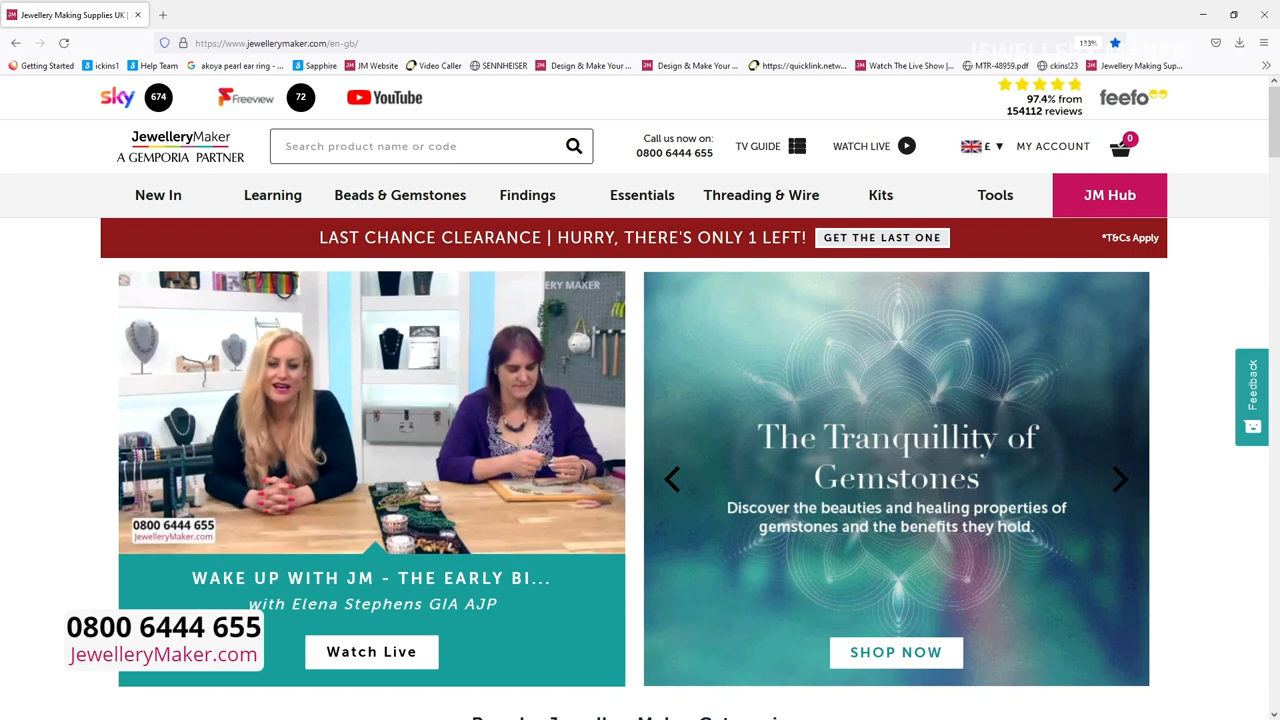 Jewellery Making Supplies UK |
https://www.jewellerymaker.com/en-gb/
133%
Getting Started
ickins1
Help Team
akoya pearl ear ring - ...
Sapphire
JM Website
Video Caller
SENNHEISER
Design & Make Your ...
Design & Make Your ...
https://quicklink.netw...
Watch The Live Show |...
MTR-48959.pdf
ckins!23
Jewellery Making Sup...
sky
674
Freeview
72
YouTube
97.4% from
154112 reviews
feefo
JewelleryMaker
A GEMPORIA PARTNER
Search product name or code
Call us now on:
0800 6444 655
TV GUIDE
WATCH LIVE
£ ▼
MY ACCOUNT
0
New In
Learning
Beads & Gemstones
Findings
Essentials
Threading & Wire
Kits
Tools
JM Hub
LAST CHANCE CLEARANCE | HURRY, THERE'S ONLY 1 LEFT!
GET THE LAST ONE
*T&Cs Apply
0800 6444 655
JewelleryMaker.com
WAKE UP WITH JM - THE EARLY BI...
with Elena Stephens GIA AJP
Watch Live
The Tranquillity of
Gemstones
Discover the beauties and healing properties of
gemstones and the benefits they hold.
SHOP NOW
Feedback
0800 6444 655
JewelleryMaker.com